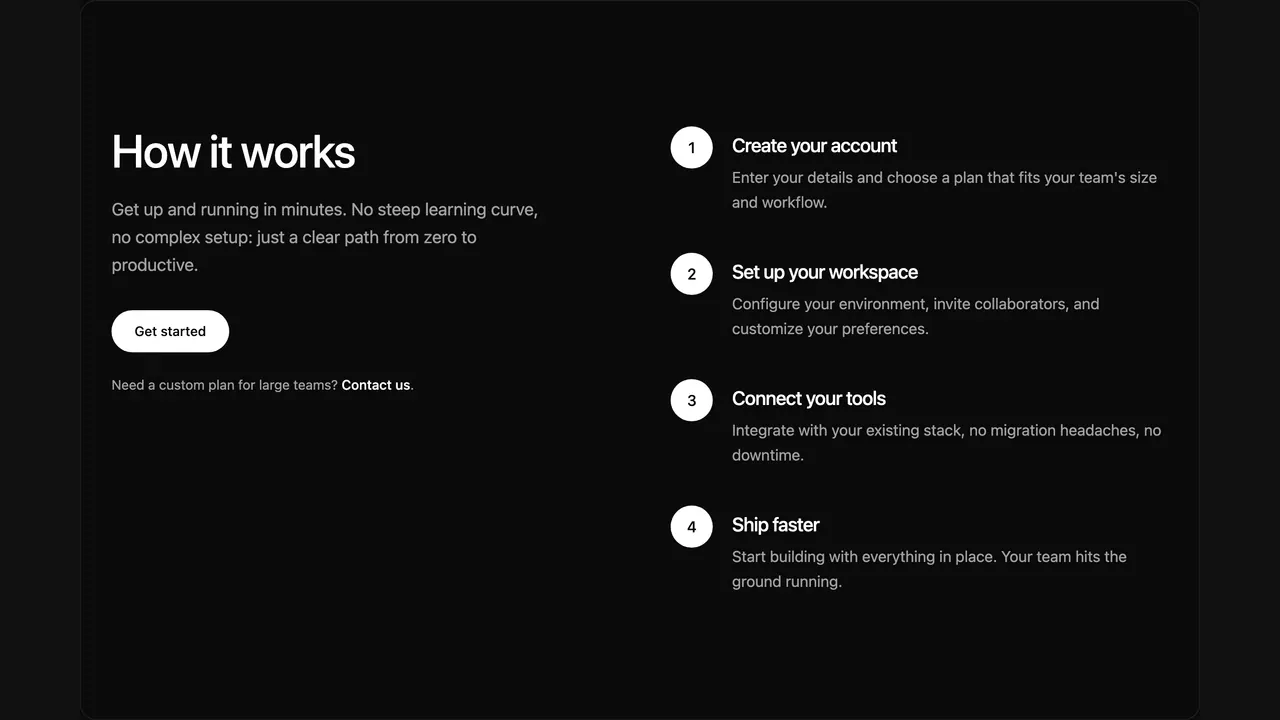 How it works
Get up and running in minutes. No steep learning curve,
no complex setup: just a clear path from zero to
productive.
Get started
Need a custom plan for large teams? Contact us.
1
Create your account
Enter your details and choose a plan that fits your team's size
and workflow.
2
Set up your workspace
Configure your environment, invite collaborators, and
customize your preferences.
3
Connect your tools
Integrate with your existing stack, no migration headaches, no
downtime.
4
Ship faster
Start building with everything in place. Your team hits the
ground running.